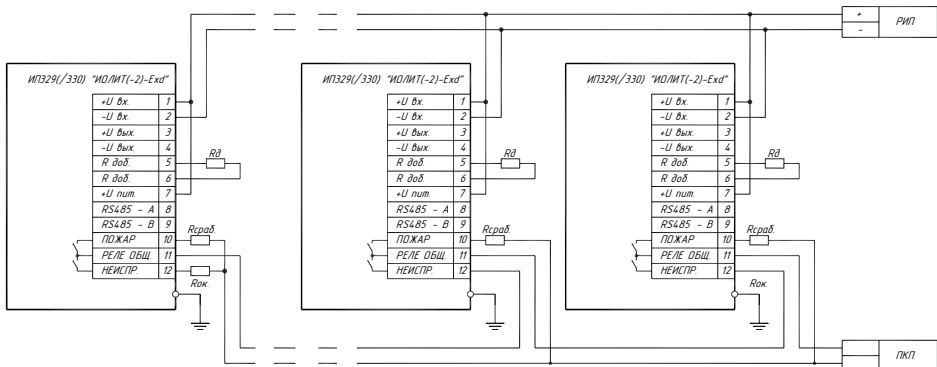 + РИП
-
ИП329(/330) "ИОЛИТ(-2)-Exd"
+U вх. 1
-U вх. 2
+U вых. 3
-U вых. 4
R доб. 5
R доб. 6
+U пит. 7
RS485 - A 8
RS485 - B 9
ПОЖАР 10
РЕЛЕ ОБЩ. 11
НЕИСПР. 12
Rд
Rсраб.
Rок.
ИП329(/330) "ИОЛИТ(-2)-Exd"
+U вх. 1
-U вх. 2
+U вых. 3
-U вых. 4
R доб. 5
R доб. 6
+U пит. 7
RS485 - A 8
RS485 - B 9
ПОЖАР 10
РЕЛЕ ОБЩ. 11
НЕИСПР. 12
Rд
Rсраб.
ИП329(/330) "ИОЛИТ(-2)-Exd"
+U вх. 1
-U вх. 2
+U вых. 3
-U вых. 4
R доб. 5
R доб. 6
+U пит. 7
RS485 - A 8
RS485 - B 9
ПОЖАР 10
РЕЛЕ ОБЩ. 11
НЕИСПР. 12
Rд
Rсраб.
Rок.
ПКП